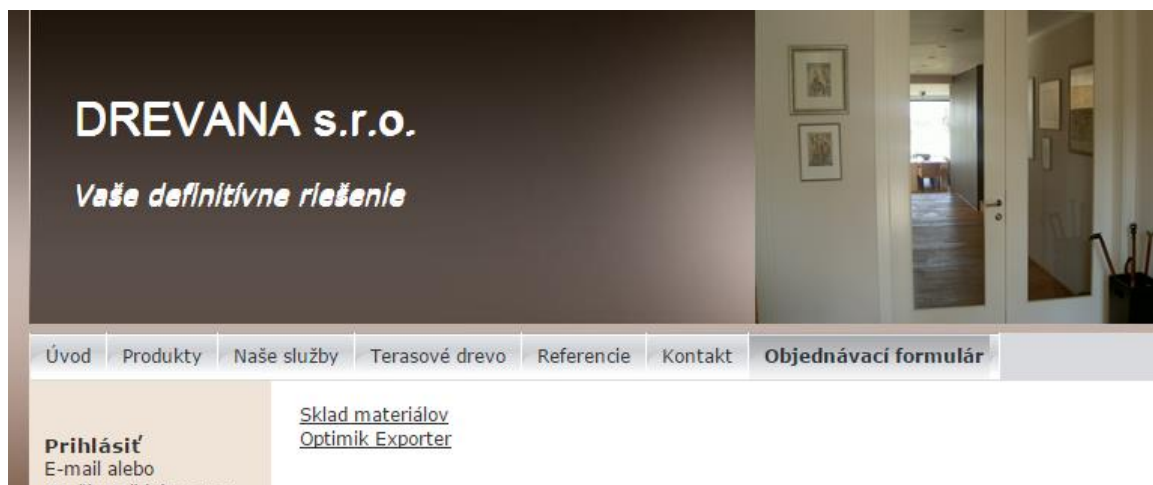 DREVANA s.r.o.
Vaše definitívne riešenie
Úvod Produkty Naše služby Terasové drevo Referencie Kontakt Objednávací formulár
Sklad materiálov
Optimik Exporter
Prihlásiť
E-mail alebo